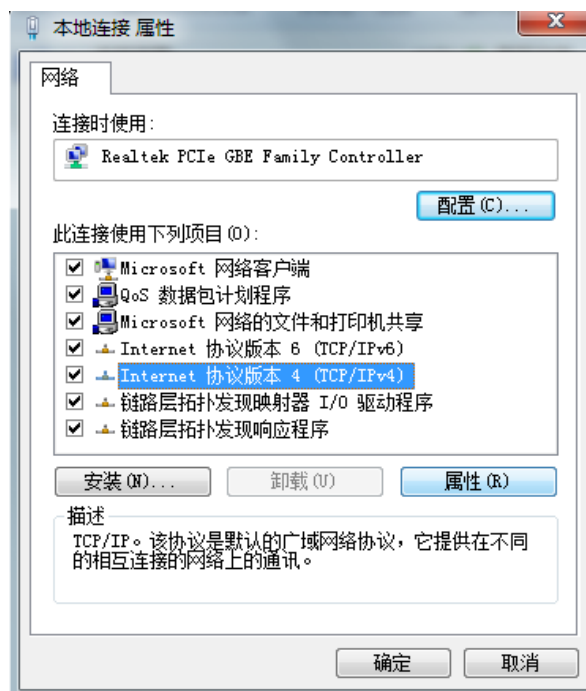 本地连接 属性
网络
连接时使用:
Realtek PCIe GBE Family Controller
配置(C)...
此连接使用下列项目(O):
Microsoft 网络客户端
QoS 数据包计划程序
Microsoft 网络的文件和打印机共享
Internet 协议版本 6 (TCP/IPv6)
Internet 协议版本 4 (TCP/IPv4)
链路层拓扑发现映射器 I/O 驱动程序
链路层拓扑发现响应程序
安装(N)...
卸载(U)
属性(R)
描述
TCP/IP。该协议是默认的广域网络协议，它提供在不同
的相互连接的网络上的通讯。
确定
取消